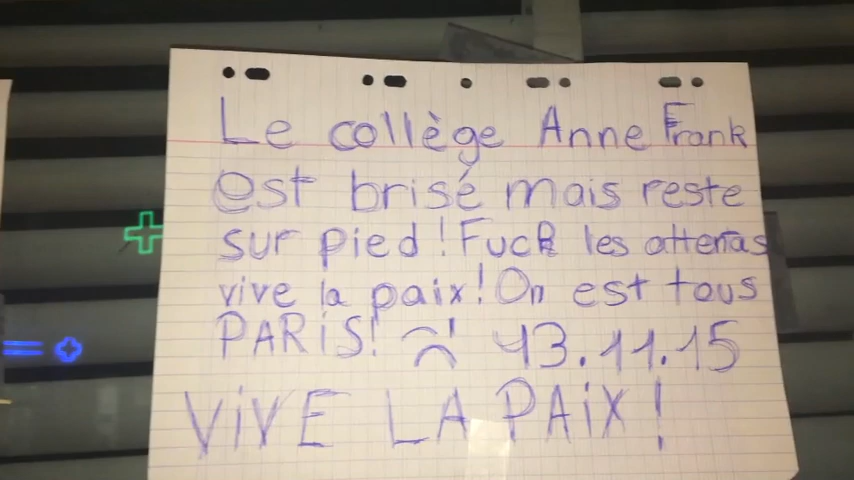 Le collège Anne Frank
est brisé mais reste
sur pied ! Fuck les attentas
vive la paix ! On est tous
PARiS ! 13.11.15
ViVE LA PAiX !